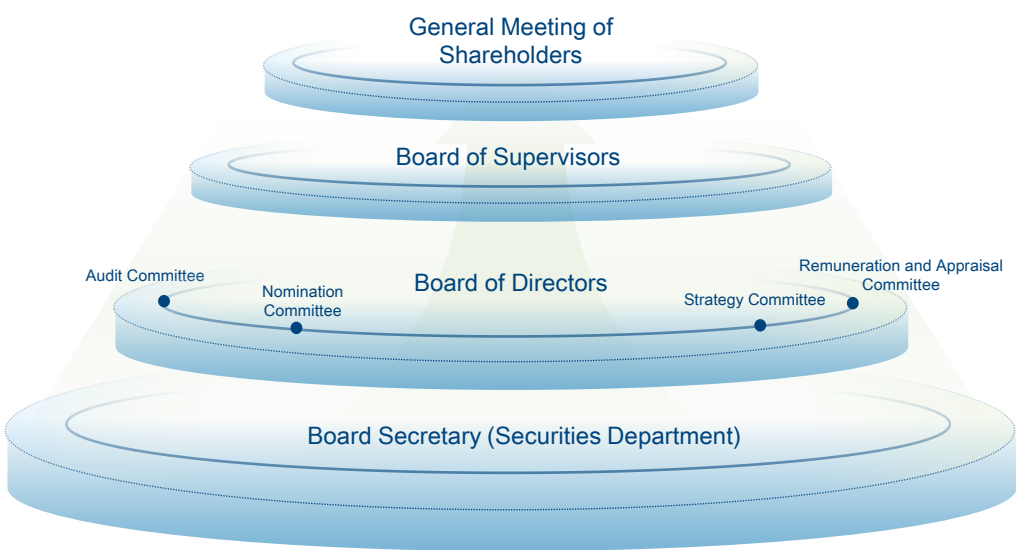 General Meeting of
Shareholders
Board of Supervisors
Audit Committee
Nomination
Committee
Board of Directors
Strategy Committee
Remuneration and Appraisal
Committee
Board Secretary (Securities Department)